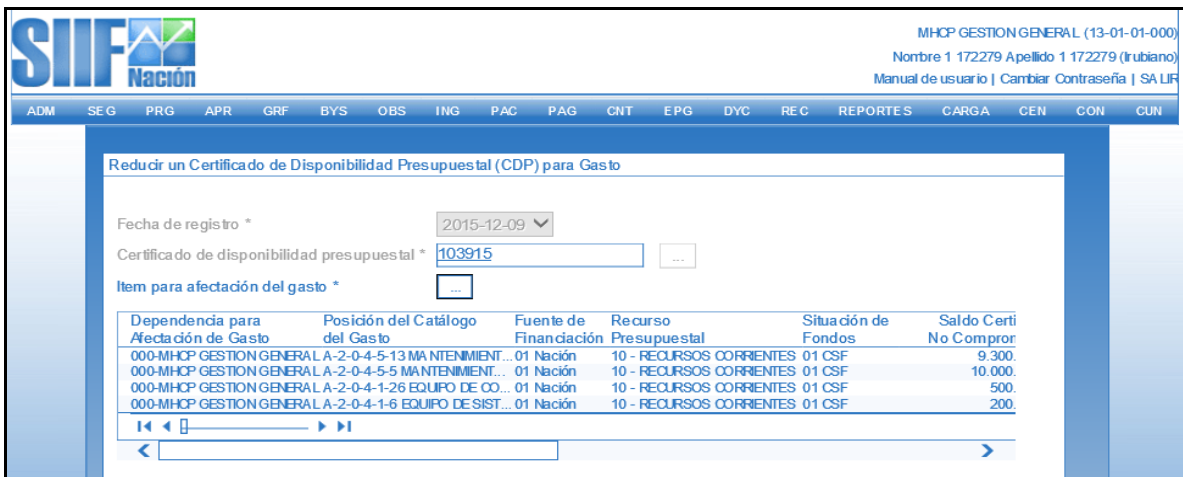 SIIF
Nación
MHCP GESTION GENERAL (13-01-01-000)
Nombre 1 172279 Apellido 1 172279 (lrubiano)
Manual de usuario | Cambiar Contraseña | SALIR
ADM SEG PRG APR GRF BYS OBS ING PAC PAG CNT EPG DYC REC REPORTES CARGA CEN CON CUN
Reducir un Certificado de Disponibilidad Presupuestal (CDP) para Gasto
Fecha de registro * 2015-12-09
Certificado de disponibilidad presupuestal * 103915 ...
Item para afectación del gasto * ...
Dependencia para Posición del Catálogo Fuente de Recurso Situación de Saldo Certi
Afectación de Gasto del Gasto Financiación Presupuestal Fondos No Compron
000-MHCP GESTION GENERAL A-2-0-4-5-13 MANTENIMIENT... 01 Nación 10 - RECURSOS CORRIENTES 01 CSF 9.300.
000-MHCP GESTION GENERAL A-2-0-4-5-5 MANTENIMIENT... 01 Nación 10 - RECURSOS CORRIENTES 01 CSF 10.000.
000-MHCP GESTION GENERAL A-2-0-4-1-26 EQUIPO DE CO... 01 Nación 10 - RECURSOS CORRIENTES 01 CSF 500.
000-MHCP GESTION GENERAL A-2-0-4-1-6 EQUIPO DE SIST... 01 Nación 10 - RECURSOS CORRIENTES 01 CSF 200.